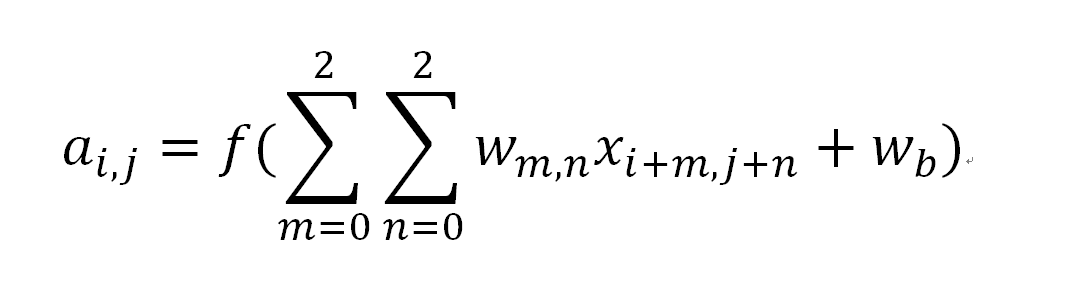 a_{i,j} = f(\sum_{m=0}^{2} \sum_{n=0}^{2} w_{m,n} x_{i+m,j+n} + w_b)